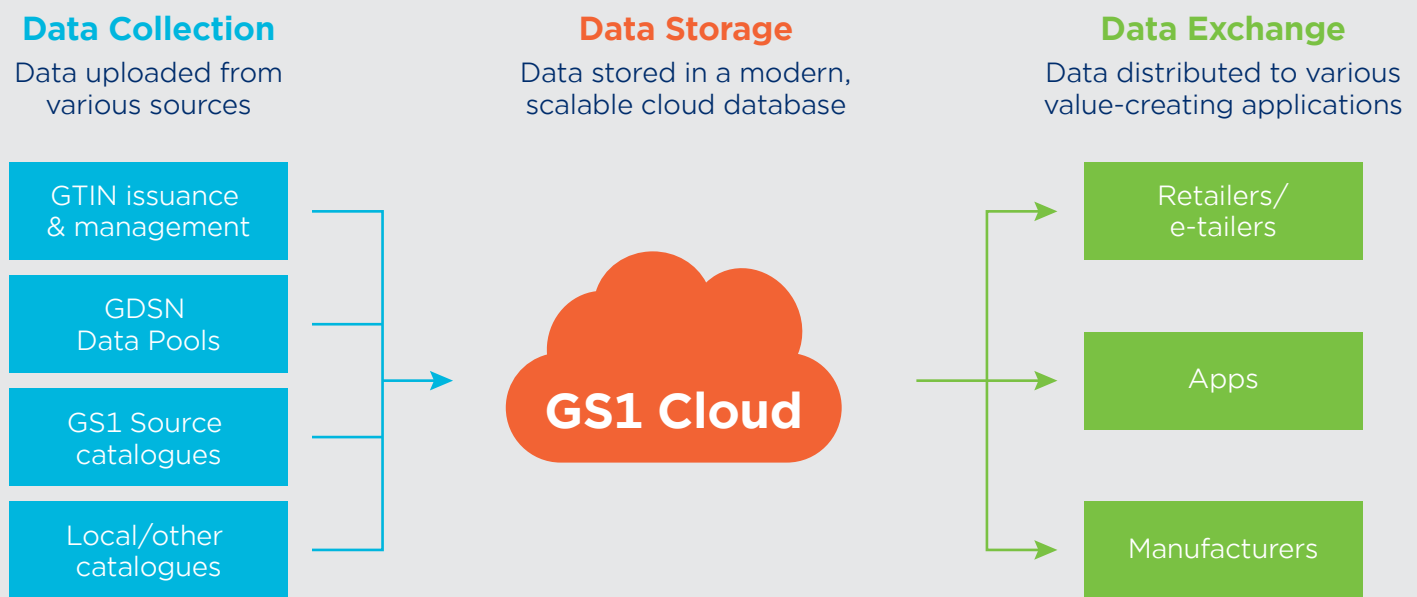 Data Collection
Data uploaded from
various sources
GTIN issuance
& management
GDSN
Data Pools
GS1 Source
catalogues
Local/other
catalogues
Data Storage
Data stored in a modern,
scalable cloud database
GS1 Cloud
Data Exchange
Data distributed to various
value-creating applications
Retailers/
e-tailers
Apps
Manufacturers